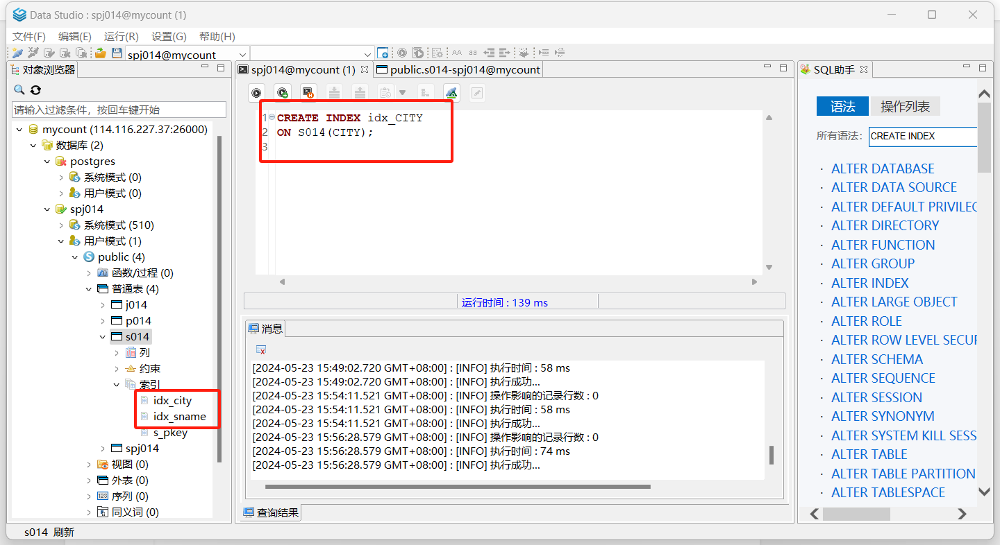 Data Studio : spj014@mycount (1)
文件(F) 编辑(E) 运行(R) 设置(G) 帮助(H)
spj014@mycount
AA aa
对象浏览器
请输入过滤条件，按回车键开始
mycount (114.116.227.37:26000)
数据库 (2)
postgres
系统模式 (0)
用户模式 (0)
spj014
系统模式 (510)
用户模式 (1)
public (4)
函数/过程 (0)
普通表 (4)
j014
p014
s014
列
约束
索引
idx_city
idx_sname
s_pkey
spj014
视图 (0)
外表 (0)
序列 (0)
同义词 (0)
s014 刷新
spj014@mycount (1) public.s014-spj014@mycount
1 CREATE INDEX idx_CITY
2 ON S014(CITY);
3
运行时间 : 139 ms
消息
[2024-05-23 15:49:02.720 GMT+08:00] : [INFO] 执行时间 : 58 ms
[2024-05-23 15:49:02.720 GMT+08:00] : [INFO] 执行成功...
[2024-05-23 15:54:11.521 GMT+08:00] : [INFO] 操作影响的记录行数 : 0
[2024-05-23 15:54:11.521 GMT+08:00] : [INFO] 执行时间 : 58 ms
[2024-05-23 15:54:11.521 GMT+08:00] : [INFO] 执行成功...
[2024-05-23 15:56:28.579 GMT+08:00] : [INFO] 操作影响的记录行数 : 0
[2024-05-23 15:56:28.579 GMT+08:00] : [INFO] 执行时间 : 74 ms
[2024-05-23 15:56:28.579 GMT+08:00] : [INFO] 执行成功...
查询结果
SQL助手
语法 操作列表
所有语法: CREATE INDEX
· ALTER DATABASE
· ALTER DATA SOURCE
· ALTER DEFAULT PRIVILEG
· ALTER DIRECTORY
· ALTER FUNCTION
· ALTER GROUP
· ALTER INDEX
· ALTER LARGE OBJECT
· ALTER ROLE
· ALTER ROW LEVEL SECUR
· ALTER SCHEMA
· ALTER SEQUENCE
· ALTER SESSION
· ALTER SYNONYM
· ALTER SYSTEM KILL SESS
· ALTER TABLE
· ALTER TABLE PARTITION
· ALTER TABLESPACE